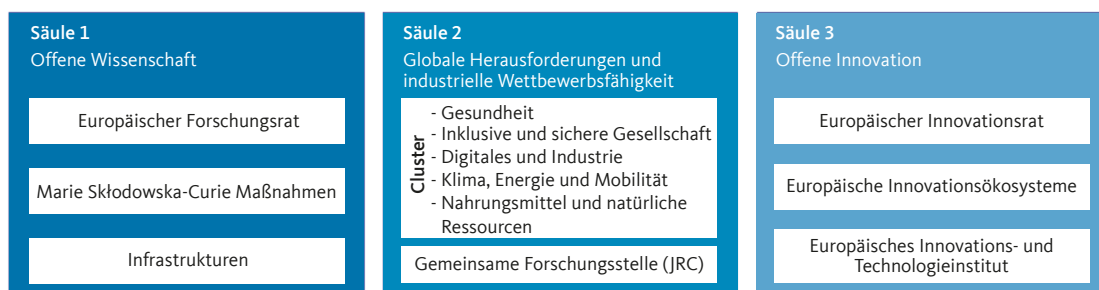 Säule 1
Offene Wissenschaft
Europäischer Forschungsrat
Marie Skłodowska-Curie Maßnahmen
Infrastrukturen
Säule 2
Globale Herausforderungen und
industrielle Wettbewerbsfähigkeit
Cluster
- Gesundheit
- Inklusive und sichere Gesellschaft
- Digitales und Industrie
- Klima, Energie und Mobilität
- Nahrungsmittel und natürliche
Ressourcen
Gemeinsame Forschungsstelle (JRC)
Säule 3
Offene Innovation
Europäischer Innovationsrat
Europäische Innovationsökosysteme
Europäisches Innovations- und
Technologieinstitut